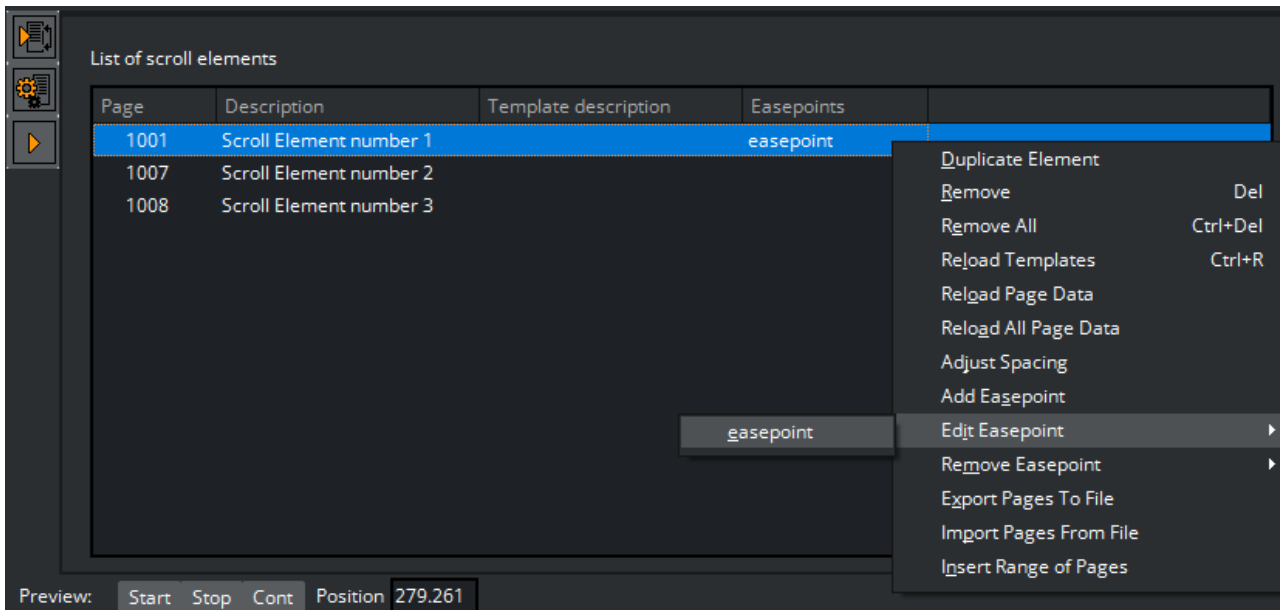 List of scroll elements
Page Description Template description Easepoints
1001 Scroll Element number 1 easepoint
1007 Scroll Element number 2
1008 Scroll Element number 3
Duplicate Element
Remove Del
Remove All Ctrl+Del
Reload Templates Ctrl+R
Reload Page Data
Reload All Page Data
Adjust Spacing
Add Easepoint
Edit Easepoint
easepoint
Remove Easepoint
Export Pages To File
Import Pages From File
Insert Range of Pages
Preview: Start Stop Cont Position 279.261